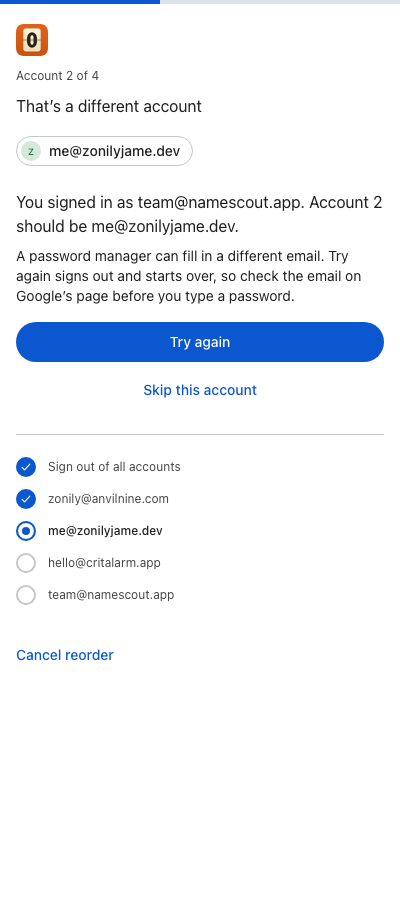 0
Account 2 of 4
That’s a different account
z me@zonilyjame.dev
You signed in as team@namescout.app. Account 2
should be me@zonilyjame.dev.
A password manager can fill in a different email. Try
again signs out and starts over, so check the email on
Google’s page before you type a password.
Try again
Skip this account
Sign out of all accounts
zonily@anvilnine.com
me@zonilyjame.dev
hello@critalarm.app
team@namescout.app
Cancel reorder